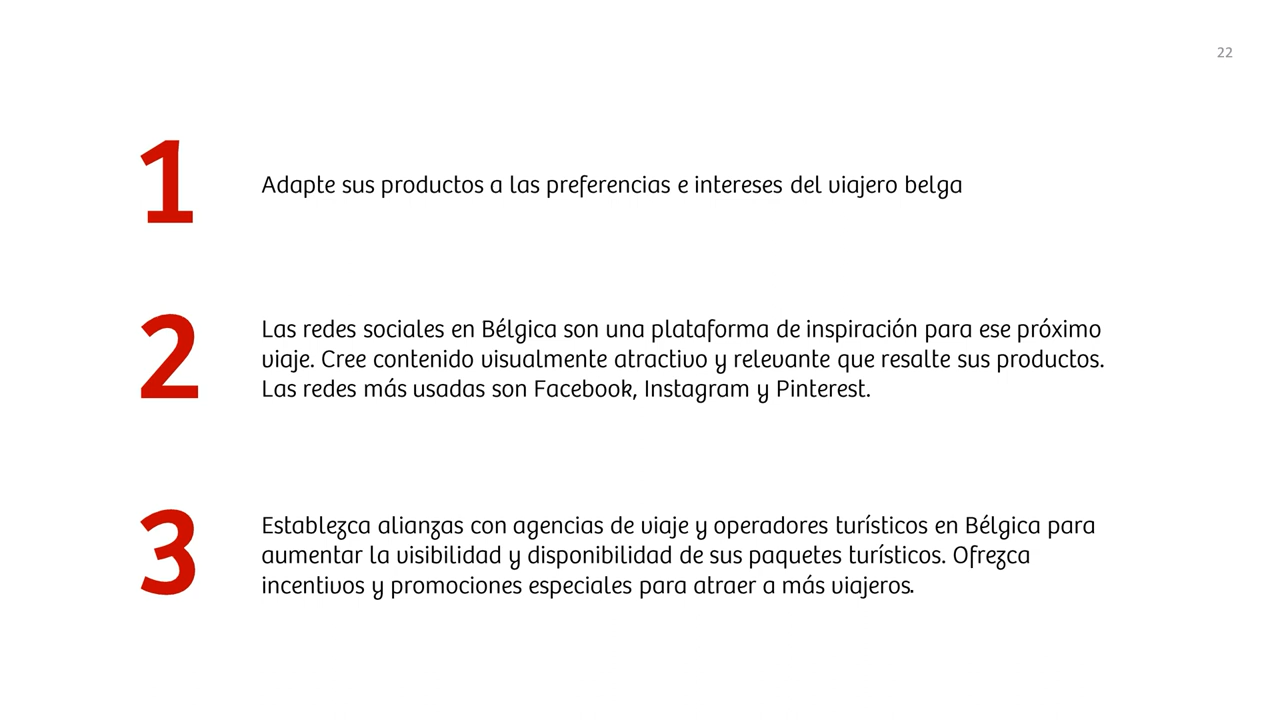 22
1
Adapte sus productos a las preferencias e intereses del viajero belga
2
Las redes sociales en Bélgica son una plataforma de inspiración para ese próximo
viaje. Cree contenido visualmente atractivo y relevante que resalte sus productos.
Las redes más usadas son Facebook, Instagram y Pinterest.
3
Establezca alianzas con agencias de viaje y operadores turísticos en Bélgica para
aumentar la visibilidad y disponibilidad de sus paquetes turísticos. Ofrezca
incentivos y promociones especiales para atraer a más viajeros.